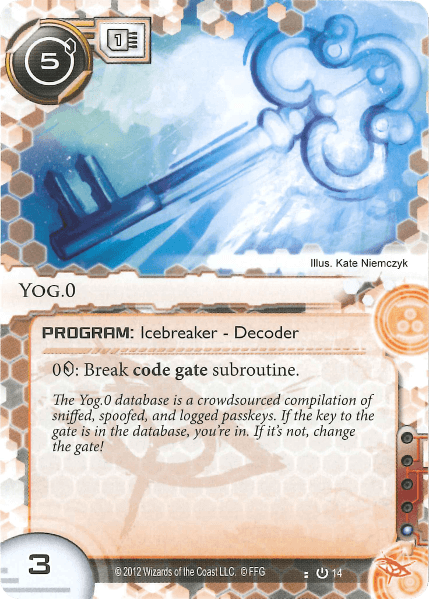 5
1
Illus. Kate Niemczyk
Yog.0
PROGRAM: Icebreaker - Decoder
0: Break code gate subroutine.
The Yog.0 database is a crowdsourced compilation of
sniffed, spoofed, and logged passkeys. If the key to the
gate is in the database, you're in. If it's not, change
the gate!
3
© 2012 Wizards of the Coast LLC. © FFG
14